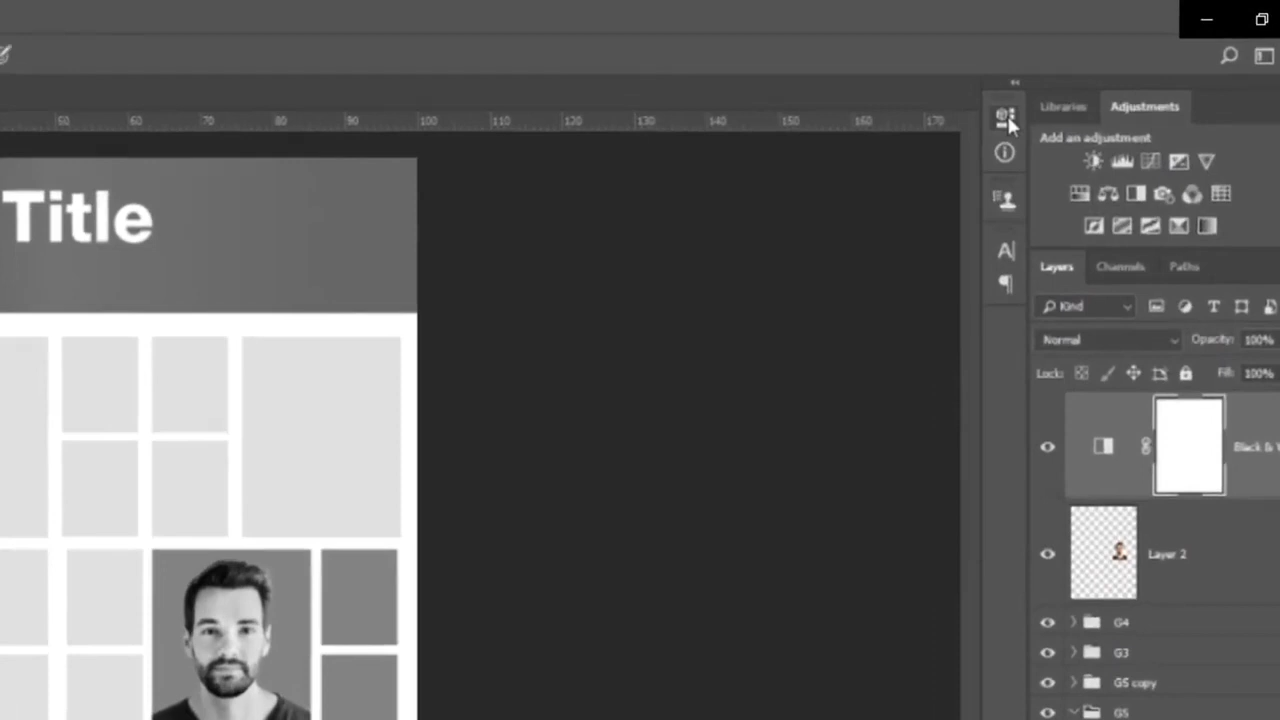 50 60 70 80 90 100 110 120 130 140 150 160 170
Title
A
Libraries Adjustments
Add an adjustment
Layers Channels Paths
Kind T
Normal Opacity: 100%
Lock: Fill: 100%
Black &
Layer 2
G4
G3
G5 copy
G5